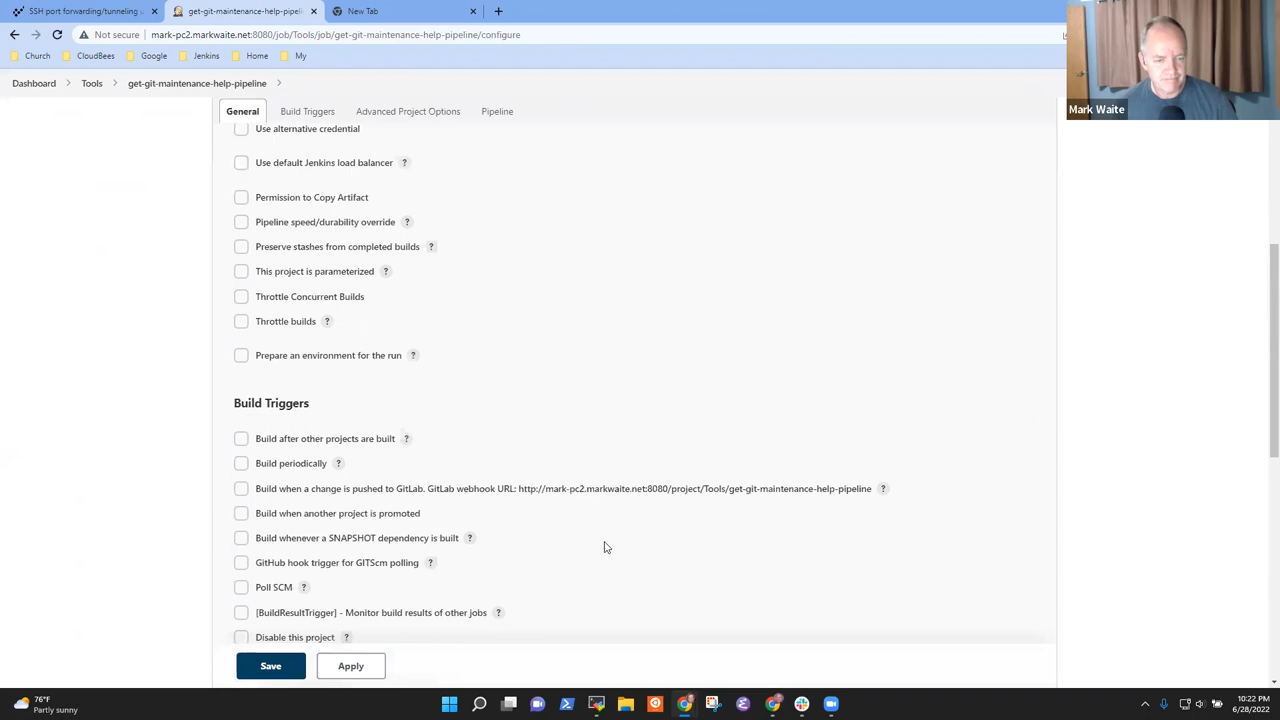 SSH port forwarding/tunneling u
get-git-maintenance-help-pipelin
New Tab
Not secure mark-pc2.markwaite.net:8080/job/Tools/job/get-git-maintenance-help-pipeline/configure
Church CloudBees Google Jenkins Home My
Dashboard Tools get-git-maintenance-help-pipeline
Mark Waite
General Build Triggers Advanced Project Options Pipeline
Use alternative credential
Use default Jenkins load balancer ?
Permission to Copy Artifact
Pipeline speed/durability override ?
Preserve stashes from completed builds ?
This project is parameterized ?
Throttle Concurrent Builds
Throttle builds ?
Prepare an environment for the run ?
Build Triggers
Build after other projects are built ?
Build periodically ?
Build when a change is pushed to GitLab. GitLab webhook URL: http://mark-pc2.markwaite.net:8080/project/Tools/get-git-maintenance-help-pipeline ?
Build when another project is promoted
Build whenever a SNAPSHOT dependency is built ?
GitHub hook trigger for GITScm polling ?
Poll SCM ?
[BuildResultTrigger] - Monitor build results of other jobs ?
Disable this project ?
Save Apply
76°F
Partly sunny
10:22 PM
6/28/2022